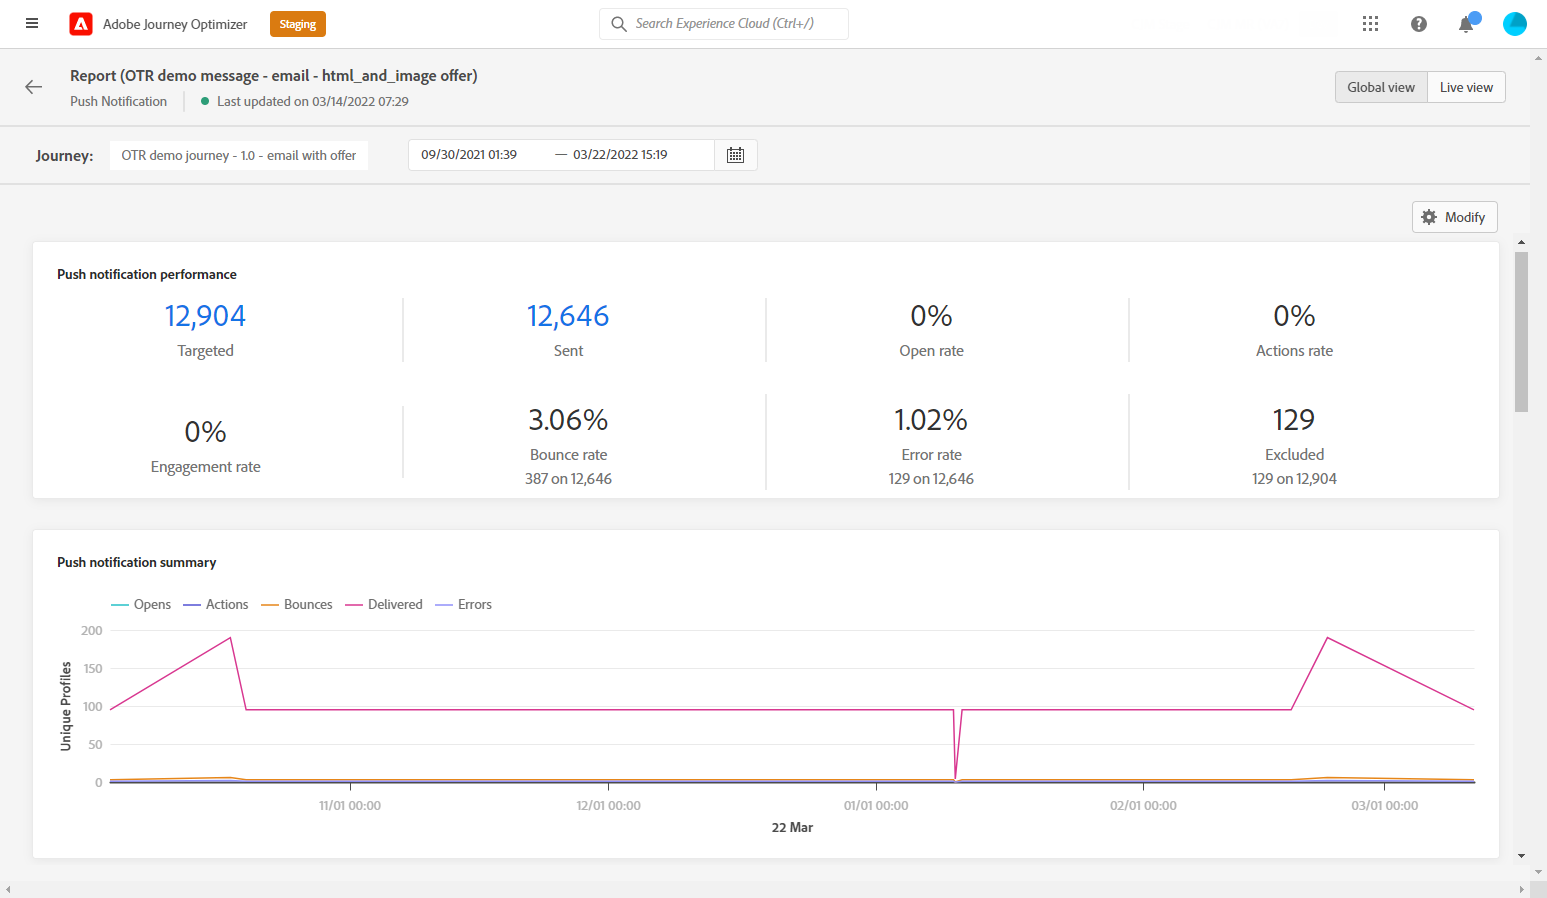 Adobe Journey Optimizer
Staging
Search Experience Cloud (Ctrl+/)
Report (OTR demo message - email - html_and_image offer)
Push Notification
Last updated on 03/14/2022 07:29
Global view
Live view
Journey:
OTR demo journey - 1.0 - email with offer
09/30/2021 01:39 — 03/22/2022 15:19
Modify
Push notification performance
12,904
Targeted
12,646
Sent
0%
Open rate
0%
Actions rate
0%
Engagement rate
3.06%
Bounce rate
387 on 12,646
1.02%
Error rate
129 on 12,646
129
Excluded
129 on 12,904
Push notification summary
Opens
Actions
Bounces
Delivered
Errors
Unique Profiles
200
150
100
50
0
11/01 00:00
12/01 00:00
01/01 00:00
02/01 00:00
03/01 00:00
22 Mar